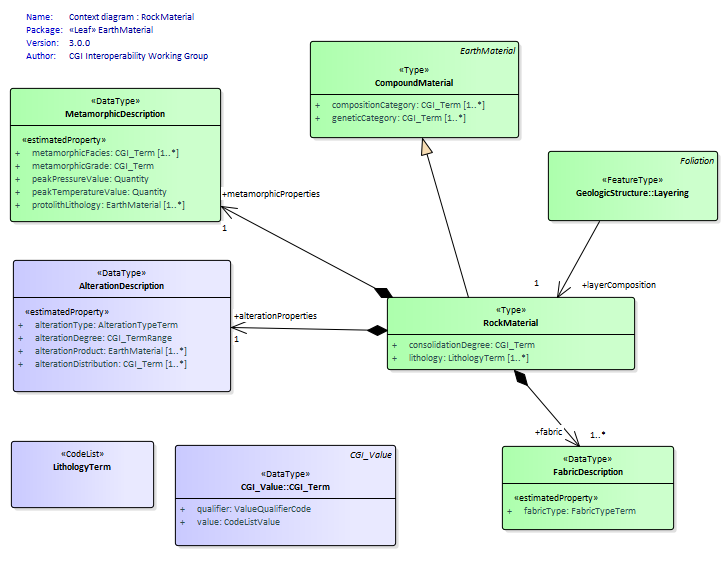 Name: Context diagram : RockMaterial
Package: «Leaf» EarthMaterial
Version: 3.0.0
Author: CGI Interoperability Working Group
EarthMaterial
«Type»
CompoundMaterial
+ compositionCategory: CGI_Term [1..*]
+ geneticCategory: CGI_Term [1..*]
«DataType»
MetamorphicDescription
«estimatedProperty»
+ metamorphicFacies: CGI_Term [1..*]
+ metamorphicGrade: CGI_Term
+ peakPressureValue: Quantity
+ peakTemperatureValue: Quantity
+ protolithLithology: EarthMaterial [1..*]
Foliation
«FeatureType»
GeologicStructure::Layering
+metamorphicProperties
1
«DataType»
AlterationDescription
«estimatedProperty»
+ alterationType: AlterationTypeTerm
+ alterationDegree: CGI_TermRange
+ alterationProduct: EarthMaterial [1..*]
+ alterationDistribution: CGI_Term [1..*]
+alterationProperties
1
1
+layerComposition
«Type»
RockMaterial
+ consolidationDegree: CGI_Term
+ lithology: LithologyTerm [1..*]
+fabric
1..*
«CodeList»
LithologyTerm
CGI_Value
«DataType»
CGI_Value::CGI_Term
+ qualifier: ValueQualifierCode
+ value: CodeListValue
«DataType»
FabricDescription
«estimatedProperty»
+ fabricType: FabricTypeTerm